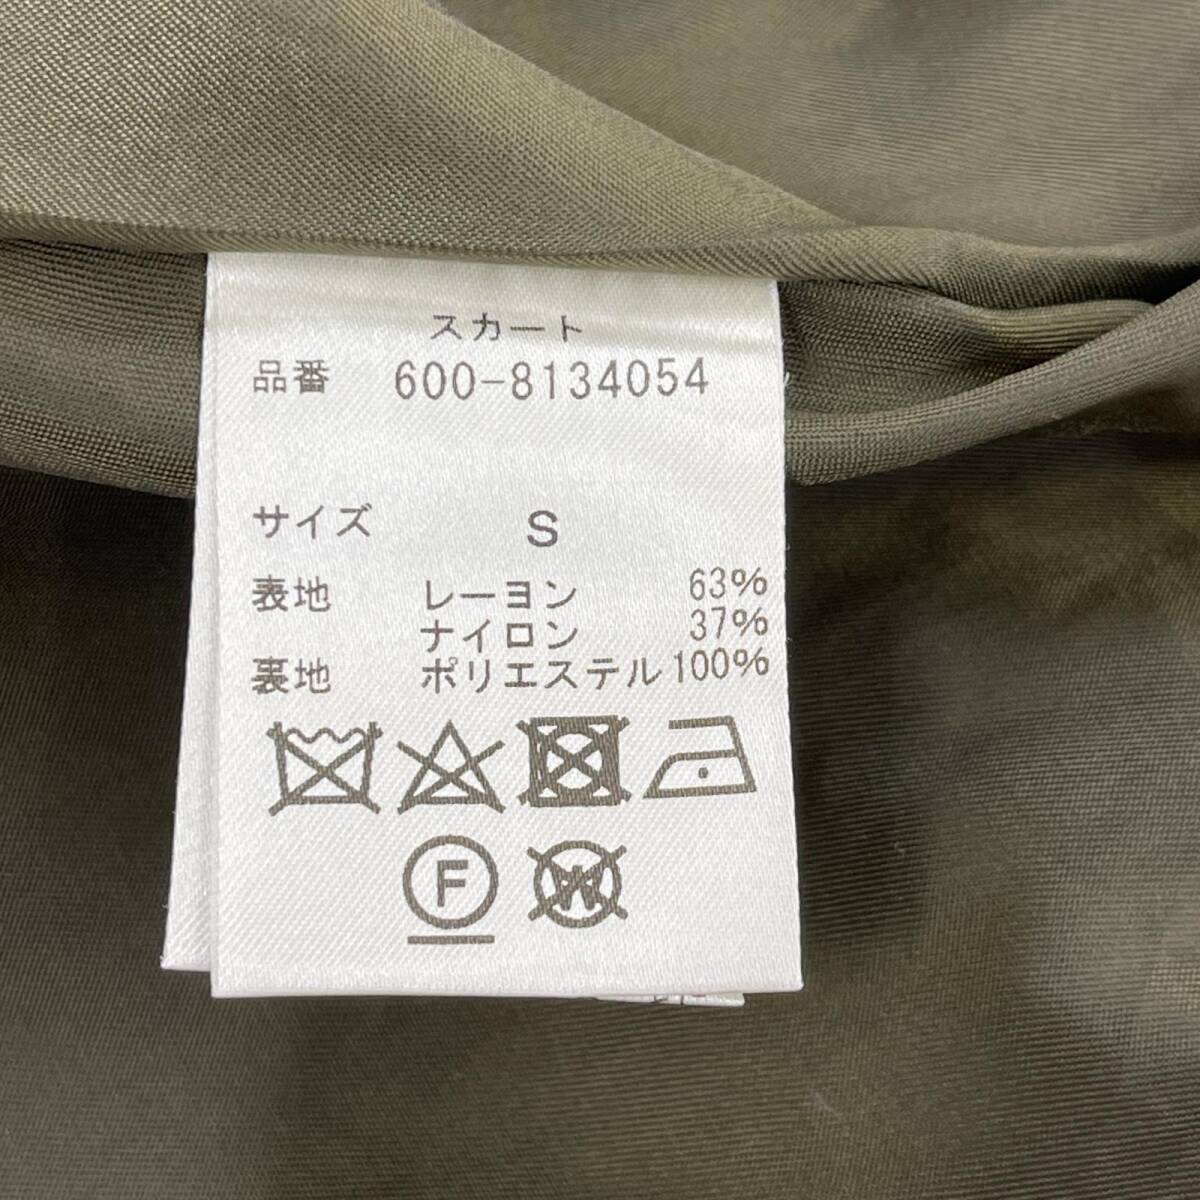 スカート
品番 600-8134054
サイズ S
表地 レーヨン 63%
ナイロン 37%
裏地 ポリエステル 100%
F W